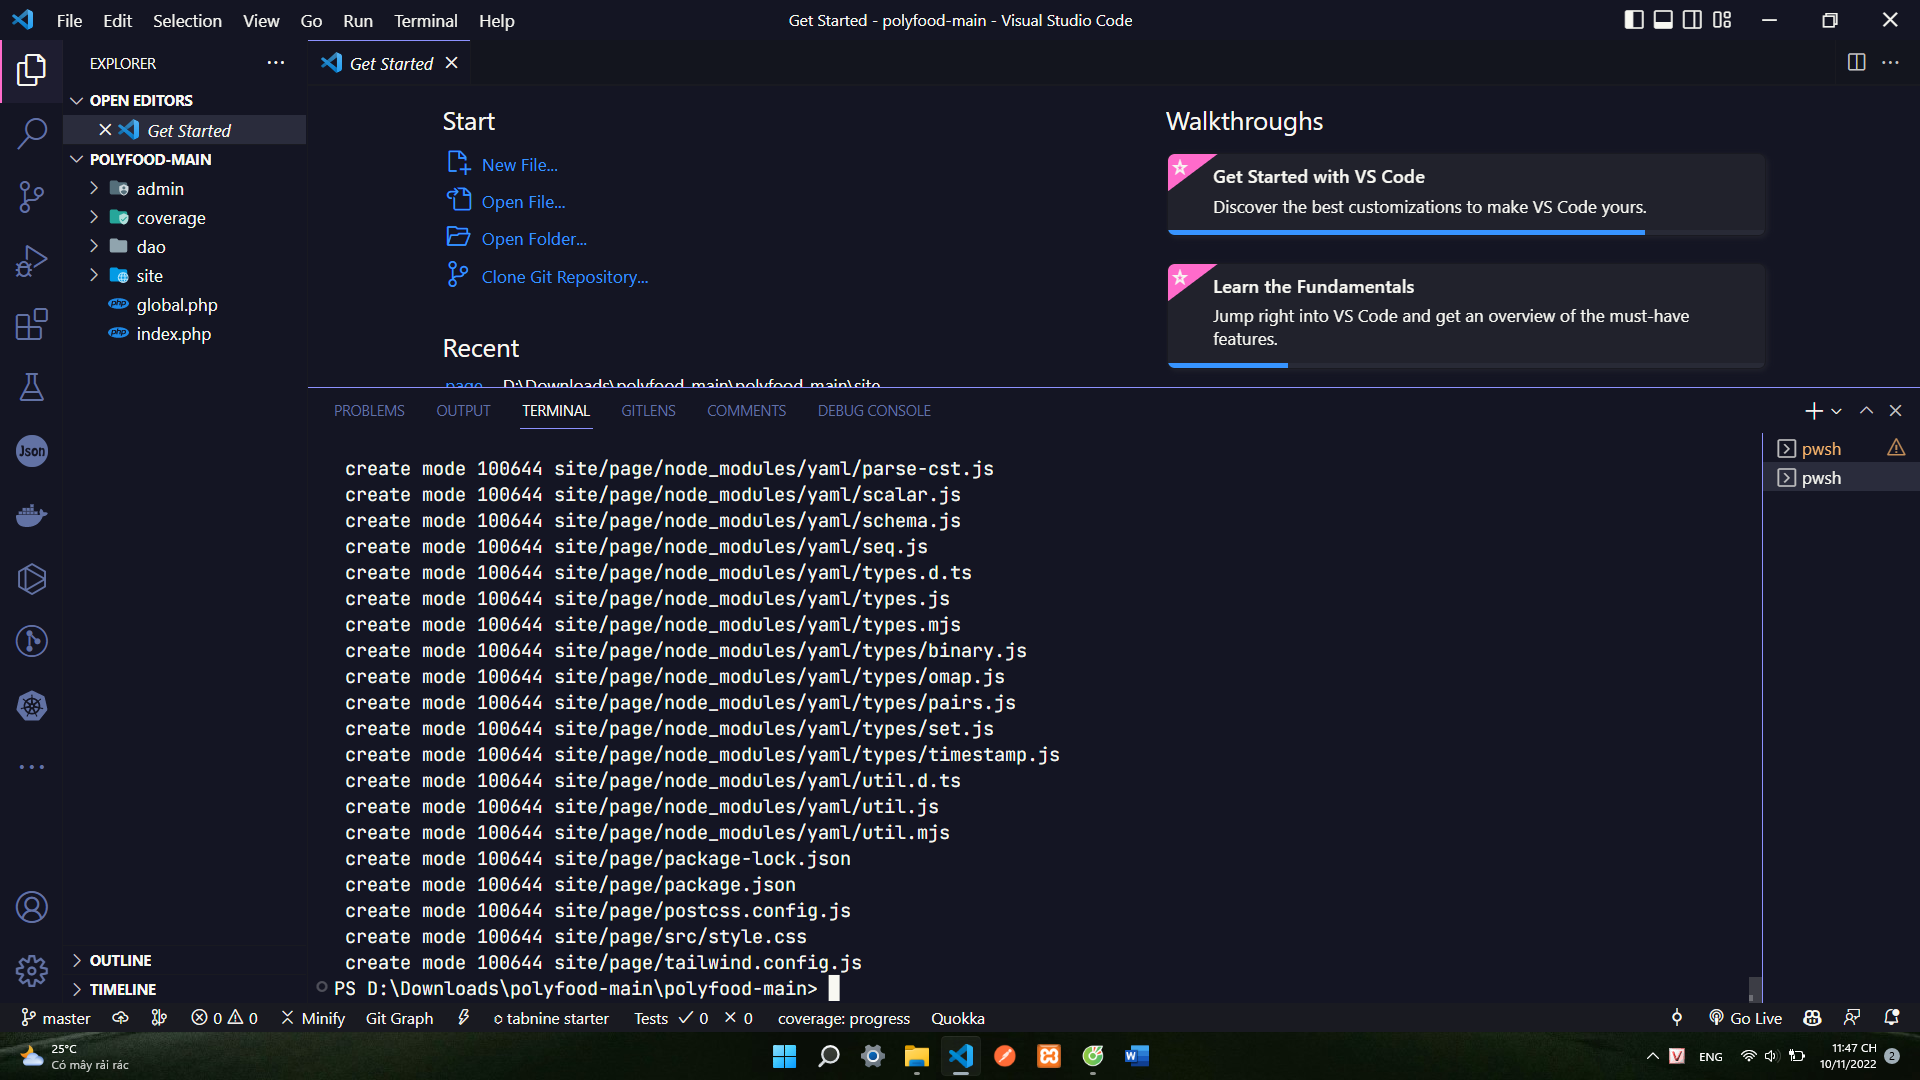 File Edit Selection View Go Run Terminal Help
Get Started - polyfood-main - Visual Studio Code
EXPLORER
OPEN EDITORS
Get Started
POLYFOOD-MAIN
admin
coverage
dao
site
php global.php
php index.php
OUTLINE
TIMELINE
Json
Get Started
Start
New File...
Open File...
Open Folder...
Clone Git Repository...
Recent
page D:\Downloads\polyfood-main\polyfood-main\site
Walkthroughs
Get Started with VS Code
Discover the best customizations to make VS Code yours.
Learn the Fundamentals
Jump right into VS Code and get an overview of the must-have
features.
PROBLEMS OUTPUT TERMINAL GITLENS COMMENTS DEBUG CONSOLE
create mode 100644 site/page/node_modules/yaml/parse-cst.js
create mode 100644 site/page/node_modules/yaml/scalar.js
create mode 100644 site/page/node_modules/yaml/schema.js
create mode 100644 site/page/node_modules/yaml/seq.js
create mode 100644 site/page/node_modules/yaml/types.d.ts
create mode 100644 site/page/node_modules/yaml/types.js
create mode 100644 site/page/node_modules/yaml/types.mjs
create mode 100644 site/page/node_modules/yaml/types/binary.js
create mode 100644 site/page/node_modules/yaml/types/omap.js
create mode 100644 site/page/node_modules/yaml/types/pairs.js
create mode 100644 site/page/node_modules/yaml/types/set.js
create mode 100644 site/page/node_modules/yaml/types/timestamp.js
create mode 100644 site/page/node_modules/yaml/util.d.ts
create mode 100644 site/page/node_modules/yaml/util.js
create mode 100644 site/page/node_modules/yaml/util.mjs
create mode 100644 site/page/package-lock.json
create mode 100644 site/page/package.json
create mode 100644 site/page/postcss.config.js
create mode 100644 site/page/src/style.css
create mode 100644 site/page/tailwind.config.js
PS D:\Downloads\polyfood-main\polyfood-main>
pwsh
pwsh
master 0 0 Minify Git Graph tabnine starter Tests 0 0 coverage: progress Quokka Go Live
25°C
Có mây rải rác
V ENG
11:47 CH
10/11/2022
2